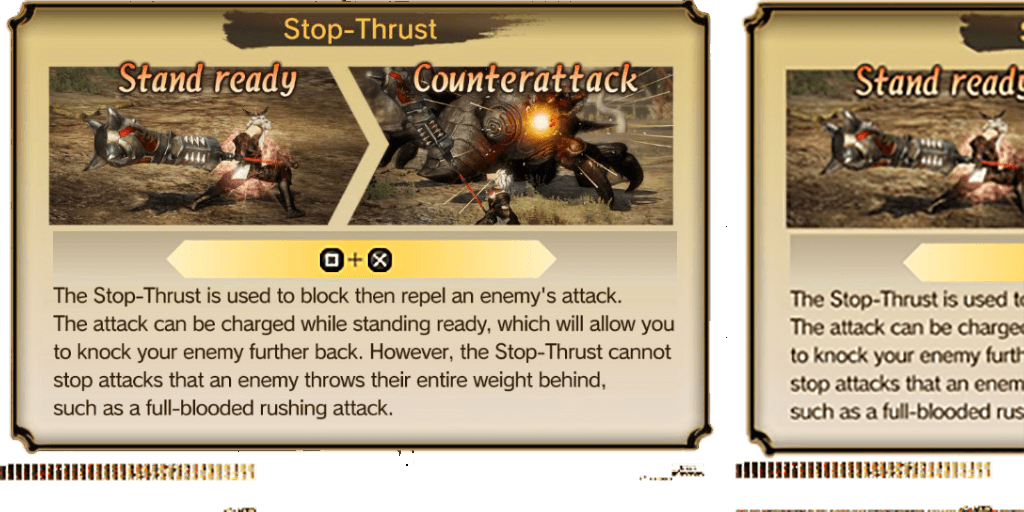 Stop-Thrust
Stand ready
Counterattack
+
The Stop-Thrust is used to block then repel an enemy's attack.
The attack can be charged while standing ready, which will allow you
to knock your enemy further back. However, the Stop-Thrust cannot
stop attacks that an enemy throws their entire weight behind,
such as a full-blooded rushing attack.
Stand ready
The Stop-Thrust is used
The attack can be charged
to knock your enemy
stop attacks that an
such as a full-blooded